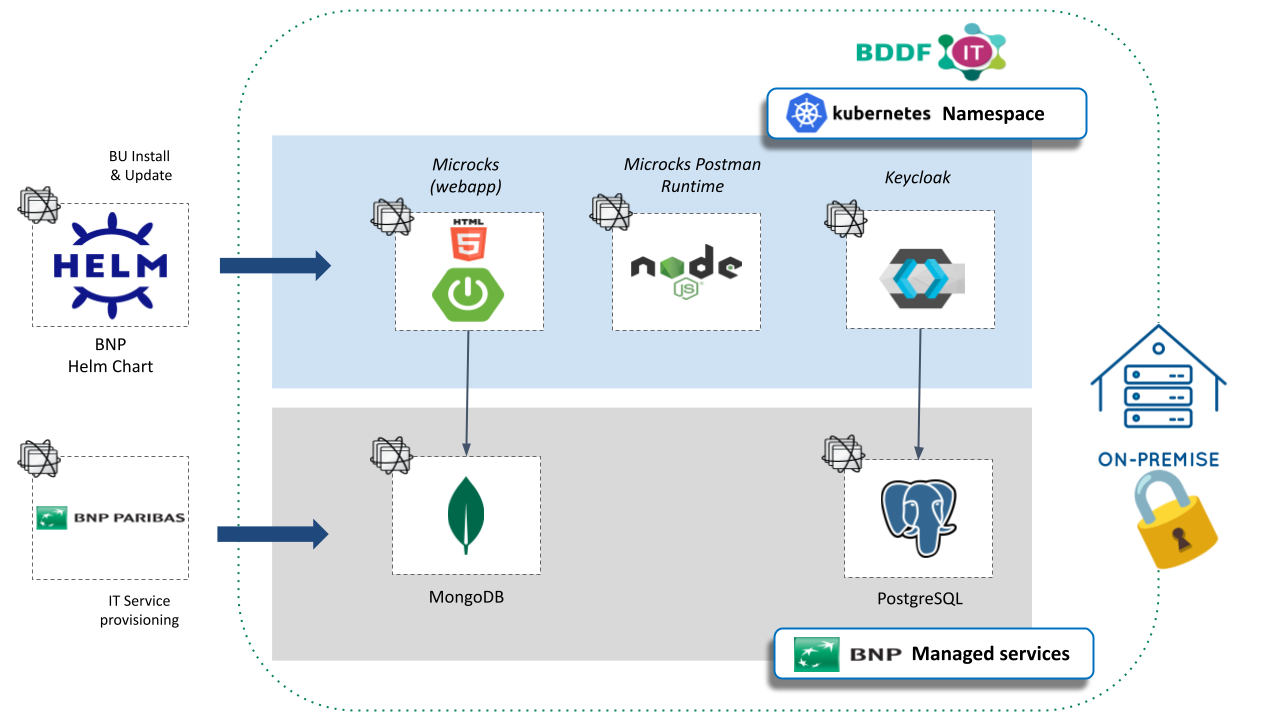 BDDF IT
kubernetes Namespace
BU Install
& Update
HELM
BNP
Helm Chart
Microcks
(webapp)
HTML
5
Microcks Postman
Runtime
node
JS
Keycloak
ON-PREMISE
BNP PARIBAS
IT Service
provisioning
MongoDB
PostgreSQL
BNP Managed services